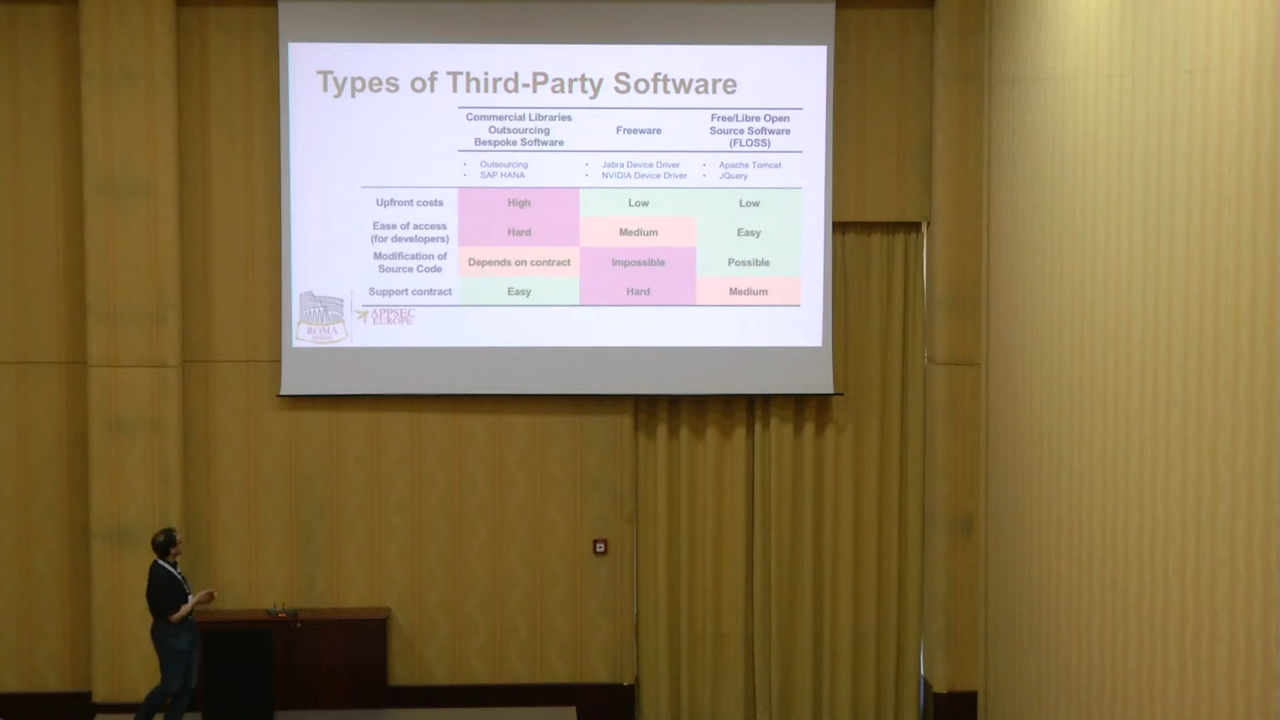 Types of Third-Party Software
Commercial Libraries
Outsourcing
Bespoke Software
Freeware
Free/Libre Open
Source Software
(FLOSS)
• Outsourcing
• SAP HANA
• Jabra Device Driver
• NVIDIA Device Driver
• Apache Tomcat
• JQuery
Upfront costs High Low Low
Ease of access
(for developers) Hard Medium Easy
Modification of
Source Code Depends on contract Impossible Possible
Support contract Easy Hard Medium
ROMA
APPSEC
EUROPE